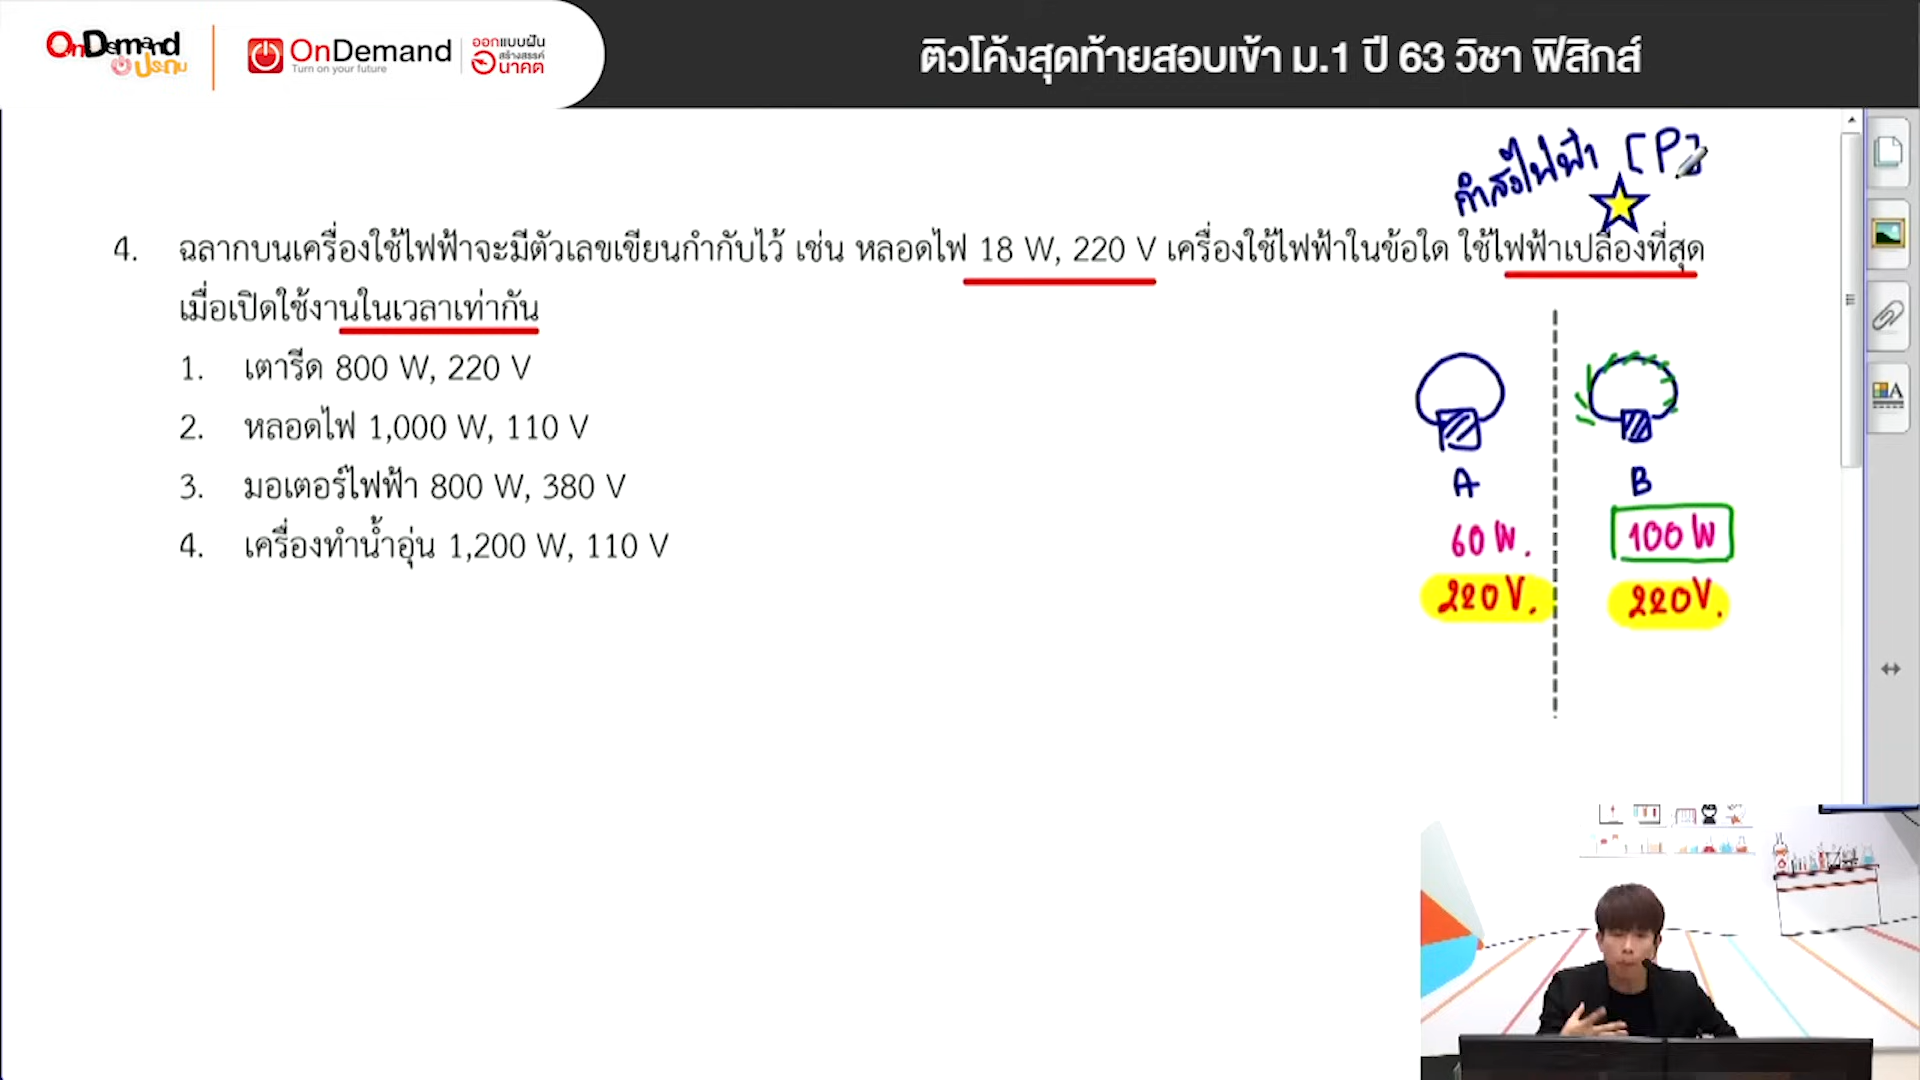 OnDemand
ประถม
OnDemand
Turn on your future
ออกแบบฝัน
สร้างสรรค์
อนาคต
ติวโค้งสุดท้ายสอบเข้า ม.1 ปี 63 วิชา ฟิสิกส์
กำลังไฟฟ้า [P]
4. ฉลากบนเครื่องใช้ไฟฟ้าจะมีตัวเลขเขียนกำกับไว้ เช่น หลอดไฟ 18 W, 220 V เครื่องใช้ไฟฟ้าในข้อใด ใช้ไฟฟ้าเปลืองที่สุด
เมื่อเปิดใช้งานในเวลาเท่ากัน
1. เตารีด 800 W, 220 V
2. หลอดไฟ 1,000 W, 110 V
3. มอเตอร์ไฟฟ้า 800 W, 380 V
4. เครื่องทำน้ำอุ่น 1,200 W, 110 V
A B
60 W. 100 W
220 V. 220 V.